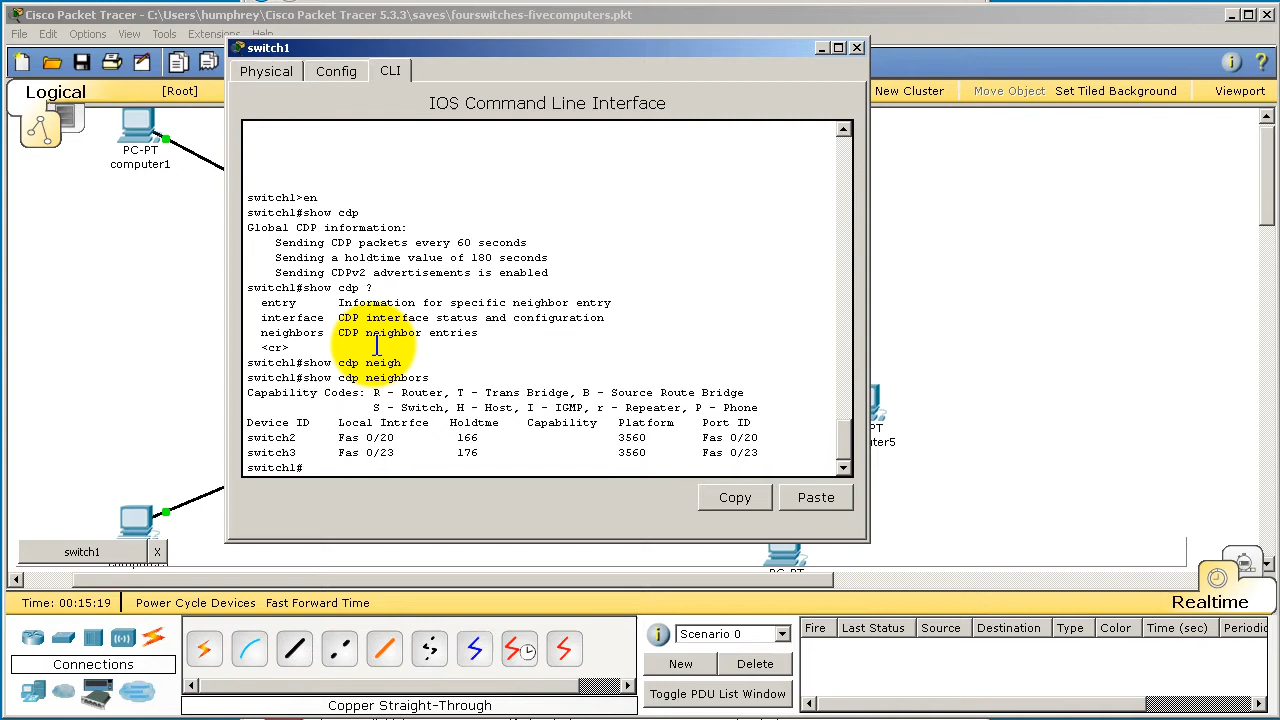 Cisco Packet Tracer - C:\Users\humphrey\Cisco Packet Tracer 5.3.3\saves\fourswitches-fivecomputers.pkt
File Edit Options View Tools Extensions Help
switch1
Physical Config CLI
Logical [Root] New Cluster Move Object Set Tiled Background Viewport
IOS Command Line Interface
PC-PT
computer1
switch1>en
switch1#show cdp
Global CDP information:
Sending CDP packets every 60 seconds
Sending a holdtime value of 180 seconds
Sending CDPv2 advertisements is enabled
switch1#show cdp ?
entry Information for specific neighbor entry
interface CDP interface status and configuration
neighbors CDP neighbor entries
<cr>
switch1#show cdp neigh
switch1#show cdp neighbors
Capability Codes: R - Router, T - Trans Bridge, B - Source Route Bridge
S - Switch, H - Host, I - IGMP, r - Repeater, P - Phone
Device ID Local Intrfce Holdtme Capability Platform Port ID
switch2 Fas 0/20 166 3560 Fas 0/20
switch3 Fas 0/23 176 3560 Fas 0/23
switch1#
PT
uter5
Copy Paste
switch1 X
PC-PT
Time: 00:15:19 Power Cycle Devices Fast Forward Time Realtime
Scenario 0
Fire Last Status Source Destination Type Color Time (sec) Periodic
Connections
New Delete
Toggle PDU List Window
Copper Straight-Through